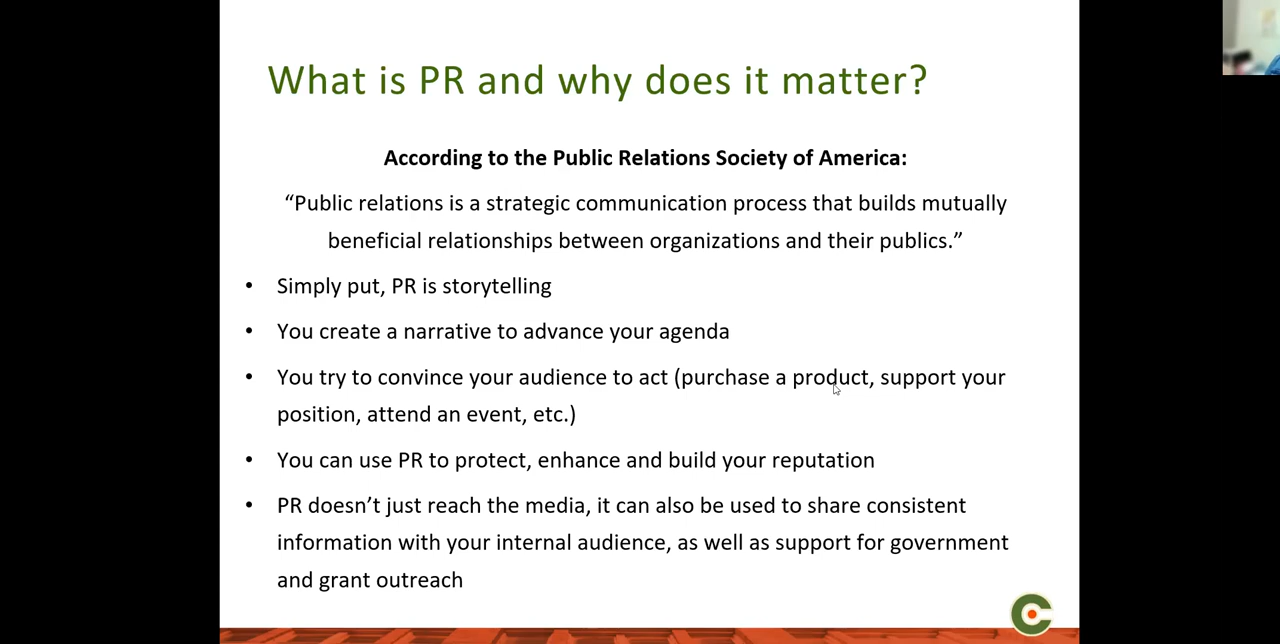 What is PR and why does it matter?
According to the Public Relations Society of America:
“Public relations is a strategic communication process that builds mutually
beneficial relationships between organizations and their publics.”
• Simply put, PR is storytelling
• You create a narrative to advance your agenda
• You try to convince your audience to act (purchase a product, support your
position, attend an event, etc.)
• You can use PR to protect, enhance and build your reputation
• PR doesn’t just reach the media, it can also be used to share consistent
information with your internal audience, as well as support for government
and grant outreach